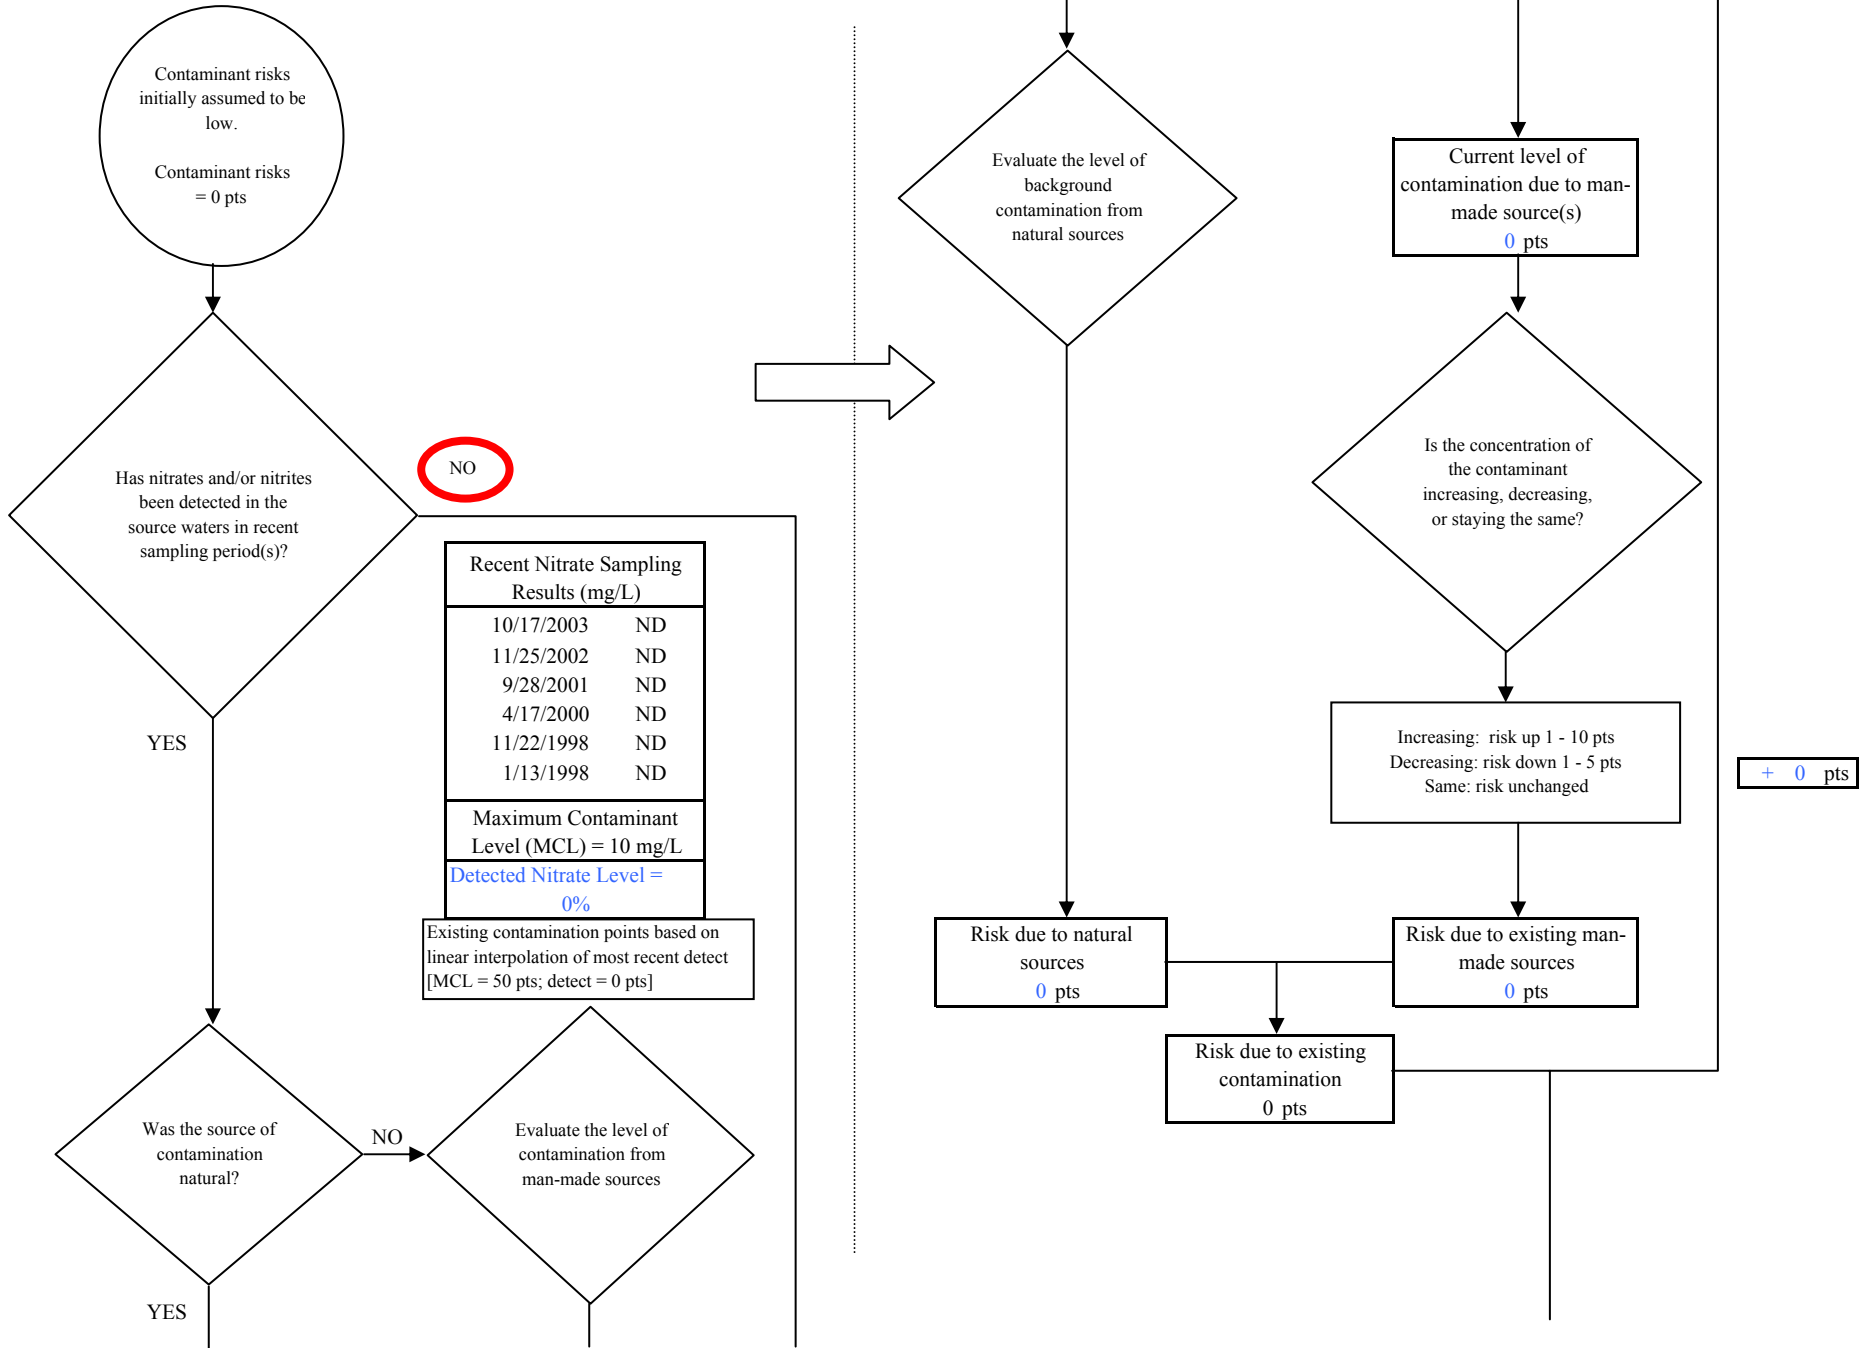 Contaminant risks
initially assumed to be
low.
Contaminant risks
= 0 pts
Has nitrates and/or nitrites
been detected in the
source waters in recent
sampling period(s)?
NO
YES
Recent Nitrate Sampling
Results (mg/L)
10/17/2003 ND
11/25/2002 ND
9/28/2001 ND
4/17/2000 ND
11/22/1998 ND
1/13/1998 ND
Maximum Contaminant
Level (MCL) = 10 mg/L
Detected Nitrate Level =
0%
Existing contamination points based on
linear interpolation of most recent detect
[MCL = 50 pts; detect = 0 pts]
Was the source of
contamination
natural?
NO
YES
Evaluate the level of
contamination from
man-made sources
Evaluate the level of
background
contamination from
natural sources
Current level of
contamination due to man-
made source(s)
0 pts
Is the concentration of
the contaminant
increasing, decreasing,
or staying the same?
Increasing: risk up 1 - 10 pts
Decreasing: risk down 1 - 5 pts
Same: risk unchanged
+ 0 pts
Risk due to natural
sources
0 pts
Risk due to existing man-
made sources
0 pts
Risk due to existing
contamination
0 pts